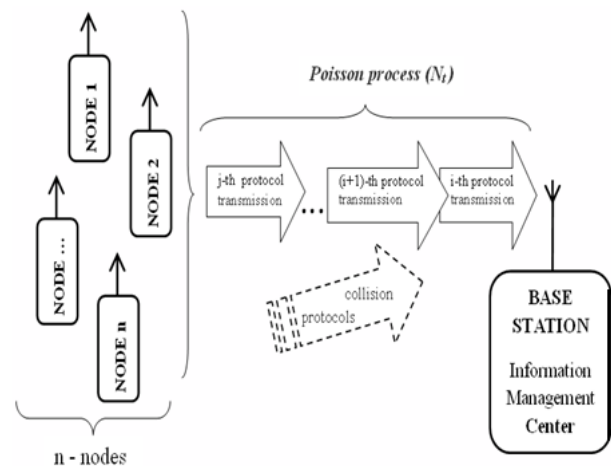 NODE 1
NODE 2
NODE ...
NODE n
n - nodes
Poisson process (Nt)
j-th protocol
transmission
...
(i+1)-th protocol
transmission
i-th protocol
transmission
collision
protocols
BASE
STATION
Information
Management
Center